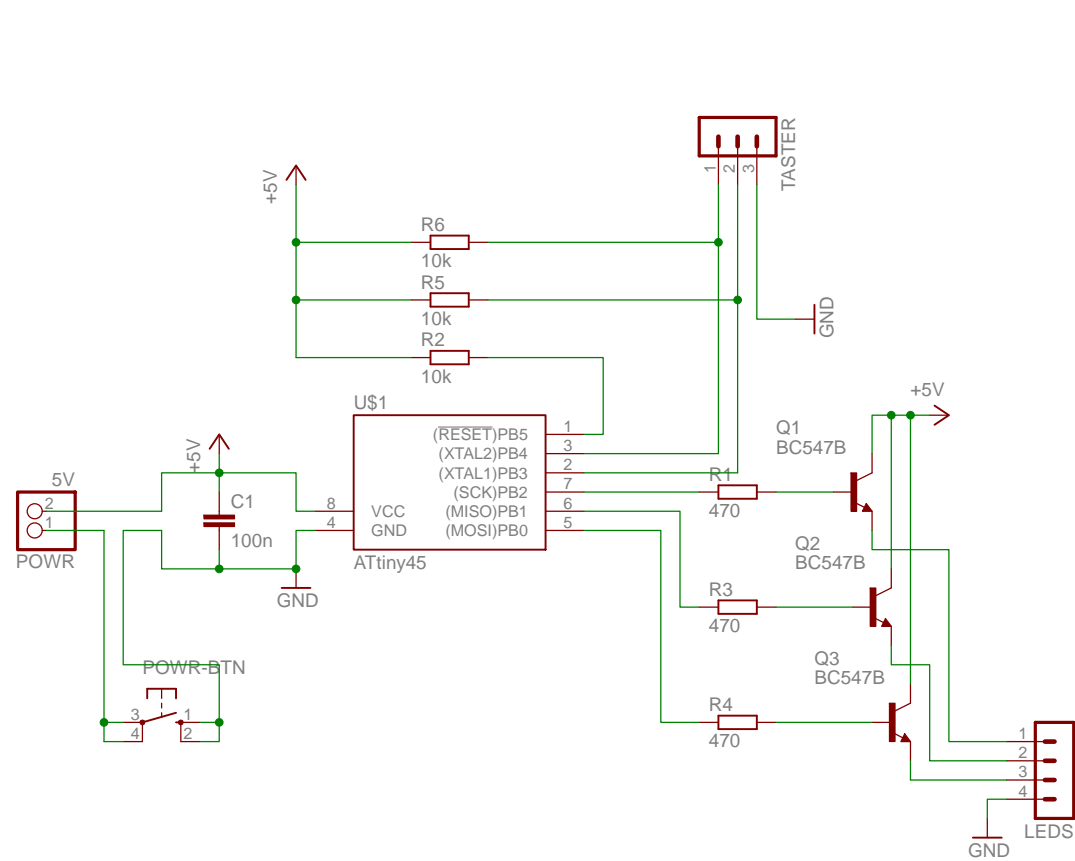 TASTER
1
2
3
+5V
R6
10k
R5
10k
R2
10k
GND
U$1
(RESET)PB5 1
(XTAL2)PB4 3
(XTAL1)PB3 2
(SCK)PB2 7
8 VCC (MISO)PB1 6
4 GND (MOSI)PB0 5
ATtiny45
+5V
5V
2
1
POWR
C1
100n
GND
POWR-BTN
3 1
4 2
+5V
Q1
BC547B
R1
470
Q2
BC547B
R3
470
Q3
BC547B
R4
470
1
2
3
4
LEDS
GND